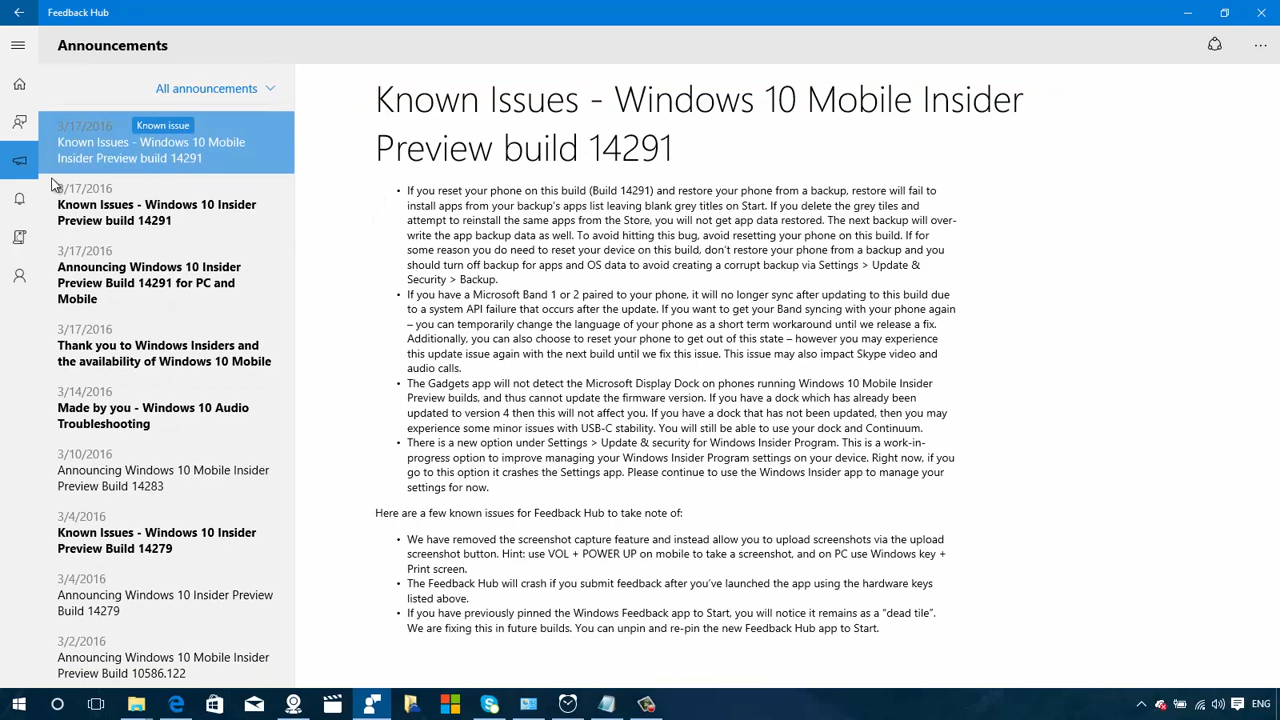 Feedback Hub
Announcements
All announcements
3/17/2016 Known issue
Known Issues - Windows 10 Mobile
Insider Preview build 14291
3/17/2016
Known Issues - Windows 10 Insider
Preview build 14291
3/17/2016
Announcing Windows 10 Insider
Preview Build 14291 for PC and
Mobile
3/17/2016
Thank you to Windows Insiders and
the availability of Windows 10 Mobile
3/14/2016
Made by you - Windows 10 Audio
Troubleshooting
3/10/2016
Announcing Windows 10 Mobile Insider
Preview Build 14283
3/4/2016
Known Issues - Windows 10 Insider
Preview Build 14279
3/4/2016
Announcing Windows 10 Insider Preview
Build 14279
3/2/2016
Announcing Windows 10 Mobile Insider
Preview Build 10586.122
Known Issues - Windows 10 Mobile Insider
Preview build 14291
• If you reset your phone on this build (Build 14291) and restore your phone from a backup, restore will fail to
install apps from your backup's apps list leaving blank grey titles on Start. If you delete the grey tiles and
attempt to reinstall the same apps from the Store, you will not get app data restored. The next backup will over-
write the app backup data as well. To avoid hitting this bug, avoid resetting your phone on this build. If for
some reason you do need to reset your device on this build, don't restore your phone from a backup and you
should turn off backup for apps and OS data to avoid creating a corrupt backup via Settings > Update &
Security > Backup.
• If you have a Microsoft Band 1 or 2 paired to your phone, it will no longer sync after updating to this build due
to a system API failure that occurs after the update. If you want to get your Band syncing with your phone again
– you can temporarily change the language of your phone as a short term workaround until we release a fix.
Additionally, you can also choose to reset your phone to get out of this state – however you may experience
this update issue again with the next build until we fix this issue. This issue may also impact Skype video and
audio calls.
• The Gadgets app will not detect the Microsoft Display Dock on phones running Windows 10 Mobile Insider
Preview builds, and thus cannot update the firmware version. If you have a dock which has already been
updated to version 4 then this will not affect you. If you have a dock that has not been updated, then you may
experience some minor issues with USB-C stability. You will still be able to use your dock and Continuum.
• There is a new option under Settings > Update & security for Windows Insider Program. This is a work-in-
progress option to improve managing your Windows Insider Program settings on your device. Right now, if you
go to this option it crashes the Settings app. Please continue to use the Windows Insider app to manage your
settings for now.
Here are a few known issues for Feedback Hub to take note of:
• We have removed the screenshot capture feature and instead allow you to upload screenshots via the upload
screenshot button. Hint: use VOL + POWER UP on mobile to take a screenshot, and on PC use Windows key +
Print screen.
• The Feedback Hub will crash if you submit feedback after you've launched the app using the hardware keys
listed above.
• If you have previously pinned the Windows Feedback app to Start, you will notice it remains as a "dead tile".
We are fixing this in future builds. You can unpin and re-pin the new Feedback Hub app to Start.
ENG